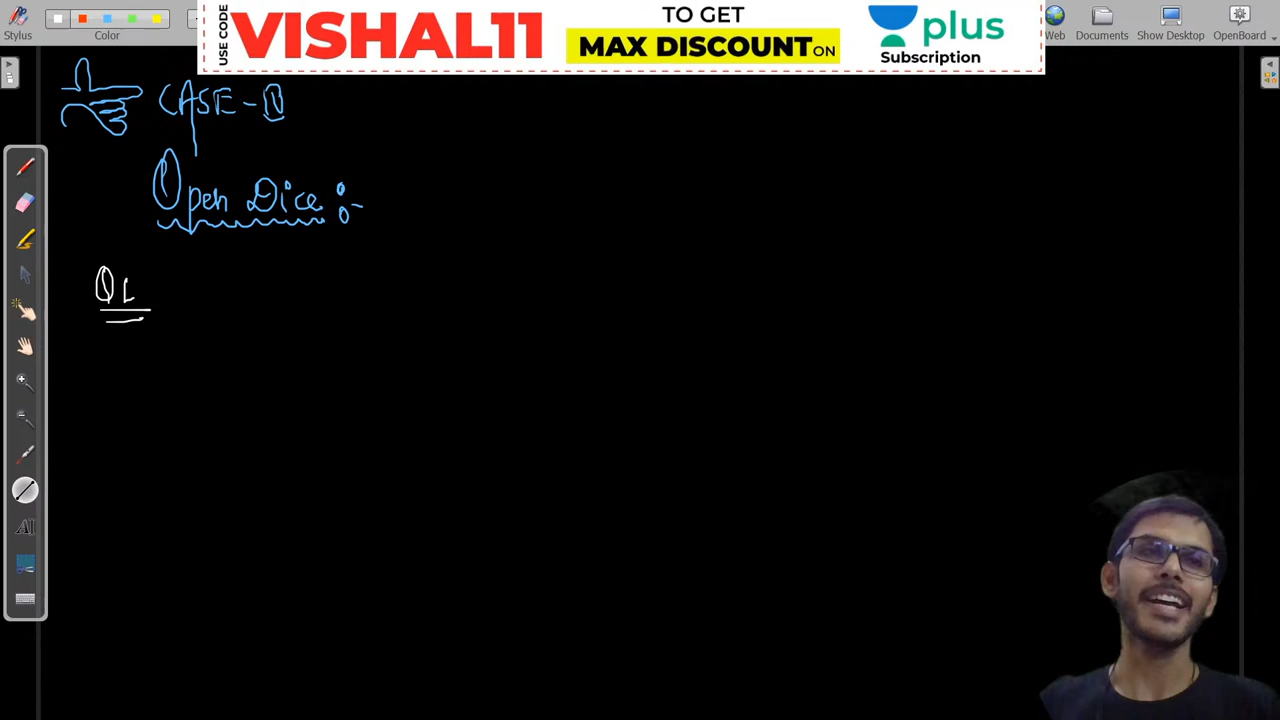 Stylus
Color
USE CODE
VISHAL11
TO GET
MAX DISCOUNT ON
plus
Subscription
Web
Documents
Show Desktop
OpenBoard
CASE-IV
Open Dice :-
Q1